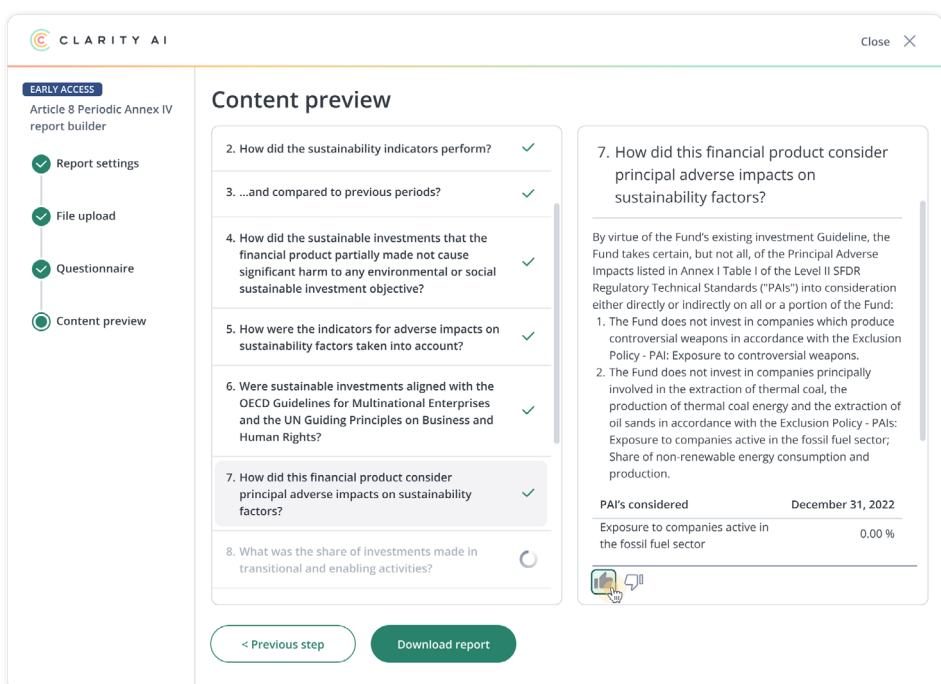 CLARITY AI
Close
EARLY ACCESS
Article 8 Periodic Annex IV
report builder
Report settings
File upload
Questionnaire
Content preview
Content preview
2. How did the sustainability indicators perform?
3. ...and compared to previous periods?
4. How did the sustainable investments that the
financial product partially made not cause
significant harm to any environmental or social
sustainable investment objective?
5. How were the indicators for adverse impacts on
sustainability factors taken into account?
6. Were sustainable investments aligned with the
OECD Guidelines for Multinational Enterprises
and the UN Guiding Principles on Business and
Human Rights?
7. How did this financial product consider
principal adverse impacts on sustainability
factors?
8. What was the share of investments made in
transitional and enabling activities?
< Previous step
Download report
7. How did this financial product consider
principal adverse impacts on
sustainability factors?
By virtue of the Fund's existing investment Guideline, the
Fund takes certain, but not all, of the Principal Adverse
Impacts listed in Annex I Table I of the Level II SFDR
Regulatory Technical Standards ("PAIs") into consideration
either directly or indirectly on all or a portion of the Fund:
1. The Fund does not invest in companies which produce
controversial weapons in accordance with the Exclusion
Policy - PAI: Exposure to controversial weapons.
2. The Fund does not invest in companies principally
involved in the extraction of thermal coal, the
production of thermal coal energy and the extraction of
oil sands in accordance with the Exclusion Policy - PAIs:
Exposure to companies active in the fossil fuel sector;
Share of non-renewable energy consumption and
production.
PAI's considered December 31, 2022
Exposure to companies active in
the fossil fuel sector 0.00 %